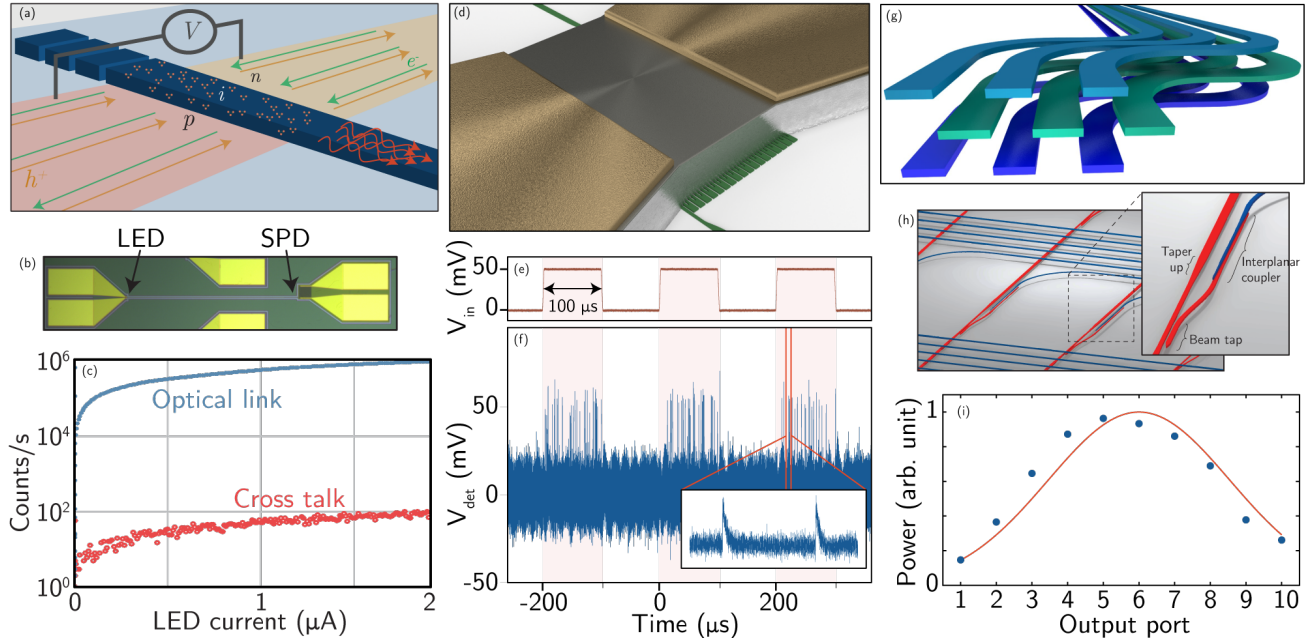 (a)
V
n
e⁻
i
p
h⁺
(b)
LED
SPD
(c)
Counts/s
10⁶
10⁴
10²
10⁰
Optical link
Cross talk
0
1
2
LED current (μA)
(d)
(e)
V_in (mV)
50
0
100 μs
(f)
V_det (mV)
50
0
-50
-200
0
200
Time (μs)
(g)
(h)
Taper
up
Interplanar
coupler
Beam tap
(i)
Power (arb. unit)
1
0
1 2 3 4 5 6 7 8 9 10
Output port